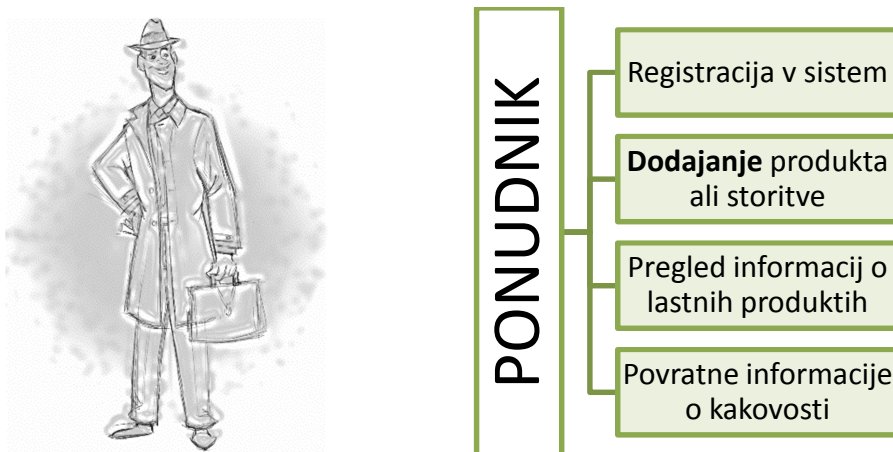 PONUDNIK
Registracija v sistem
Dodajanje produkta
ali storitve
Pregled informacij o
lastnih produktih
Povratne informacije
o kakovosti